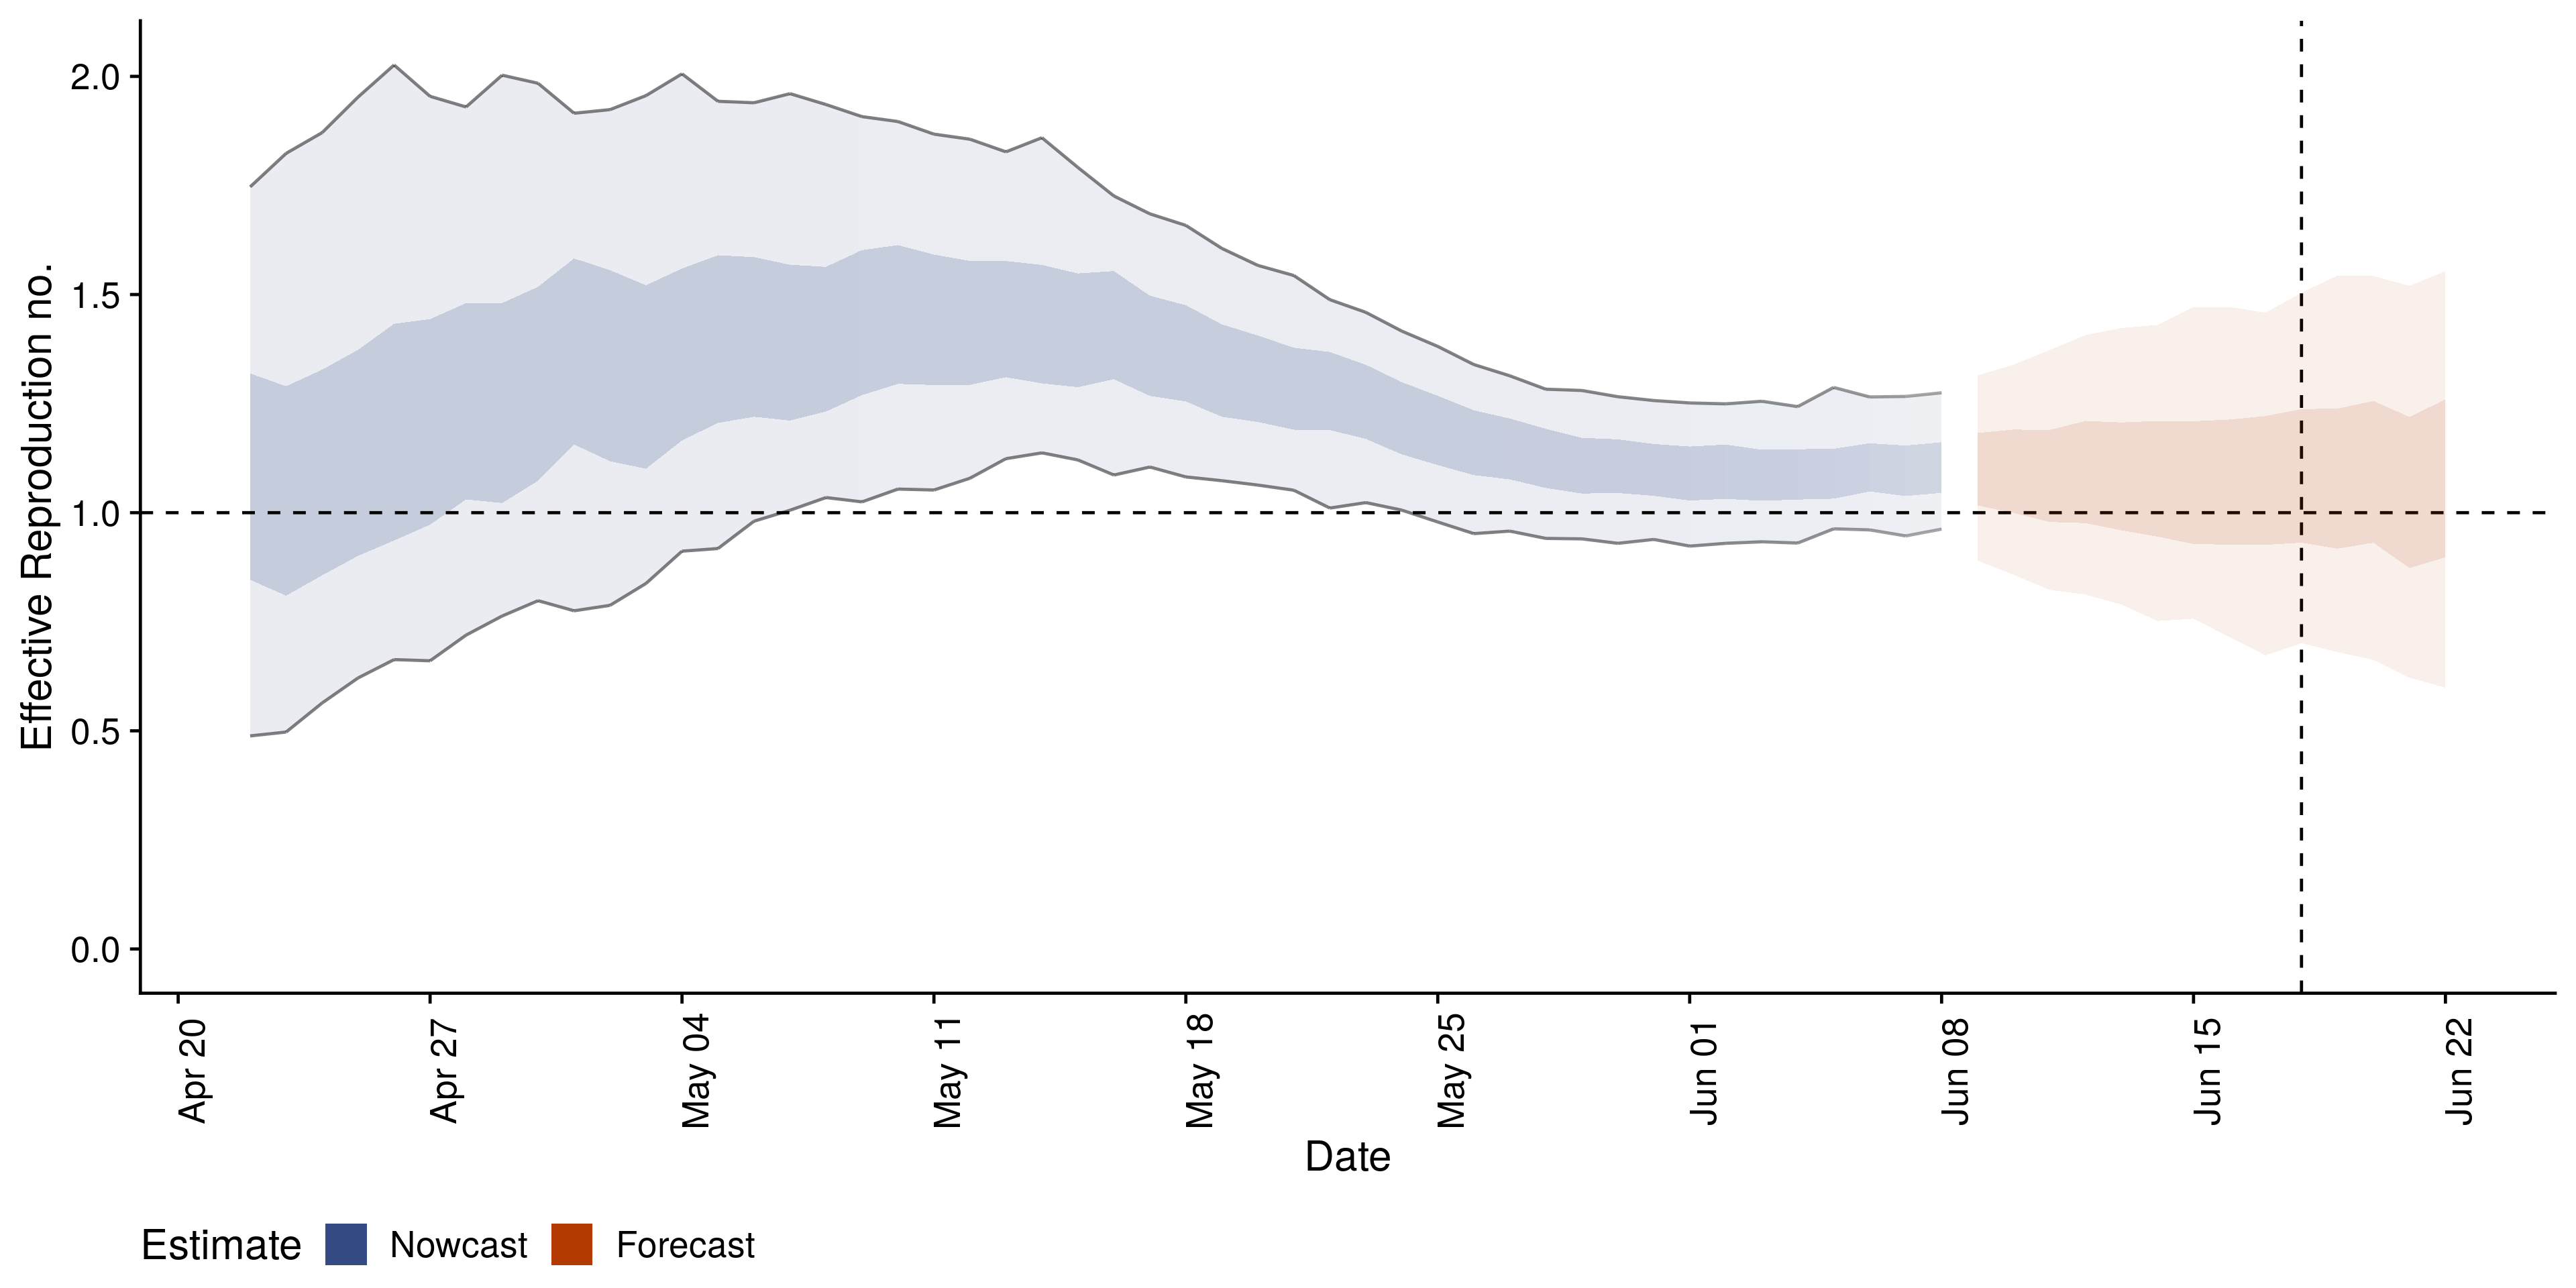 Effective Reproduction no.
2.0
1.5
1.0
0.5
0.0
Apr 20
Apr 27
May 04
May 11
May 18
May 25
Jun 01
Jun 08
Jun 15
Jun 22
Date
Estimate Nowcast Forecast